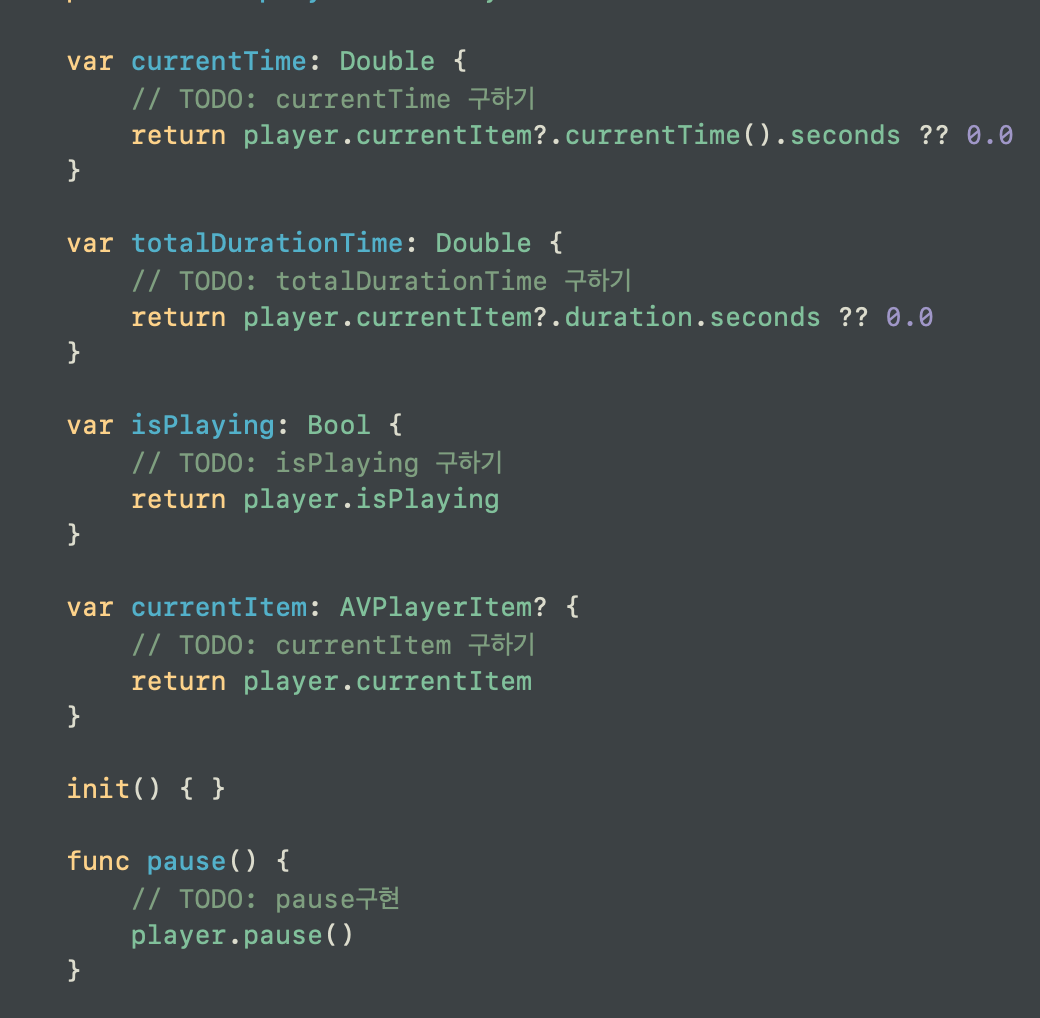 var currentTime: Double {
// TODO: currentTime 구하기
return player.currentItem?.currentTime().seconds ?? 0.0
}
var totalDurationTime: Double {
// TODO: totalDurationTime 구하기
return player.currentItem?.duration.seconds ?? 0.0
}
var isPlaying: Bool {
// TODO: isPlaying 구하기
return player.isPlaying
}
var currentItem: AVPlayerItem? {
// TODO: currentItem 구하기
return player.currentItem
}
init() { }
func pause() {
// TODO: pause구현
player.pause()
}